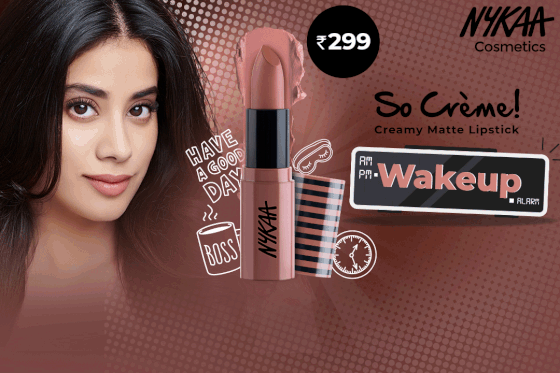 ₹299
NYKAA
Cosmetics
So Crème!
Creamy Matte Lipstick
AM
PM
Wakeup
ALARM
HAVE
A GOOD
DAY
BOSS
NYKAA